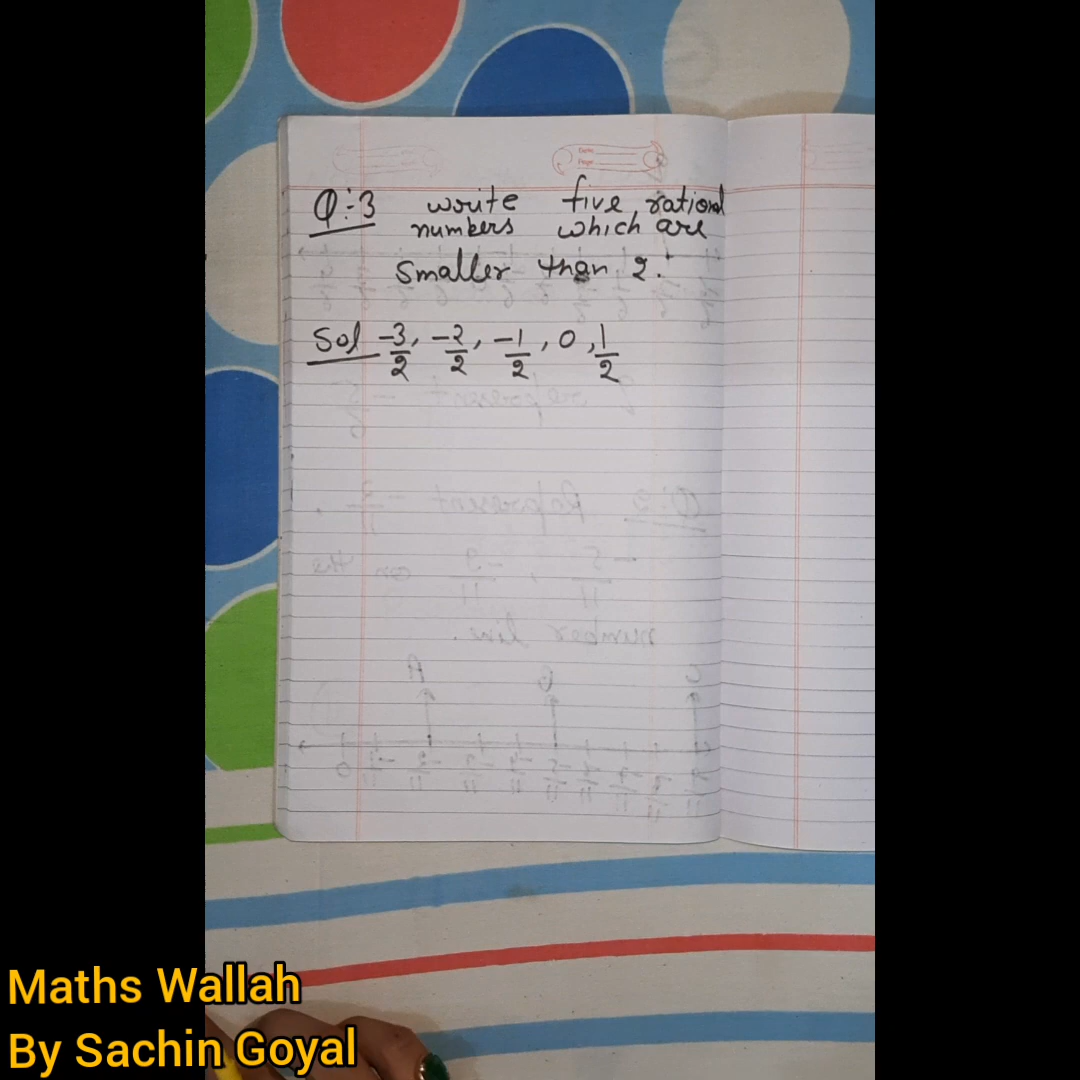 Q:-3 write five rational
numbers which are
smaller than 2.
Sol -3/2, -2/2, -1/2, 0, 1/2
Maths Wallah
By Sachin Goyal